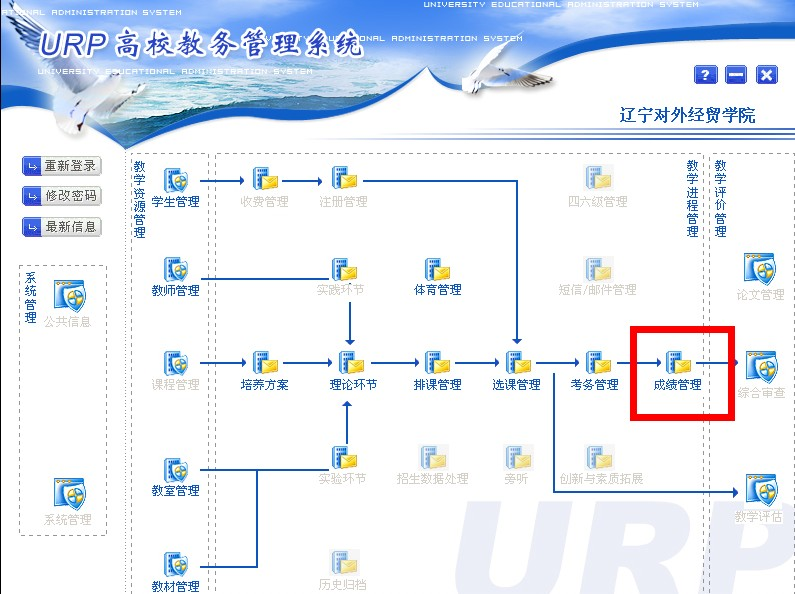 UNIVERSITY EDUCATIONAL ADMINISTRATION SYSTEM
ATIONAL ADMINISTRATION SYSTEM
URP 高校教务管理系统
ONAL ADMINISTRATION SYSTEM
UNIVERSITY EDUCATIONAL ADMINISTRATION SYSTEM
?
辽宁对外经贸学院
重新登录
修改密码
最新信息
系统管理
公共信息
系统管理
教学资源管理
学生管理
收费管理
注册管理
四六级管理
教学进程管理
教学评价管理
教师管理
实践环节
体育管理
短信/邮件管理
论文管理
课程管理
培养方案
理论环节
排课管理
选课管理
考务管理
成绩管理
综合审查
教室管理
实验环节
招生数据处理
旁听
创新与素质拓展
教学评估
教材管理
历史归档
URP